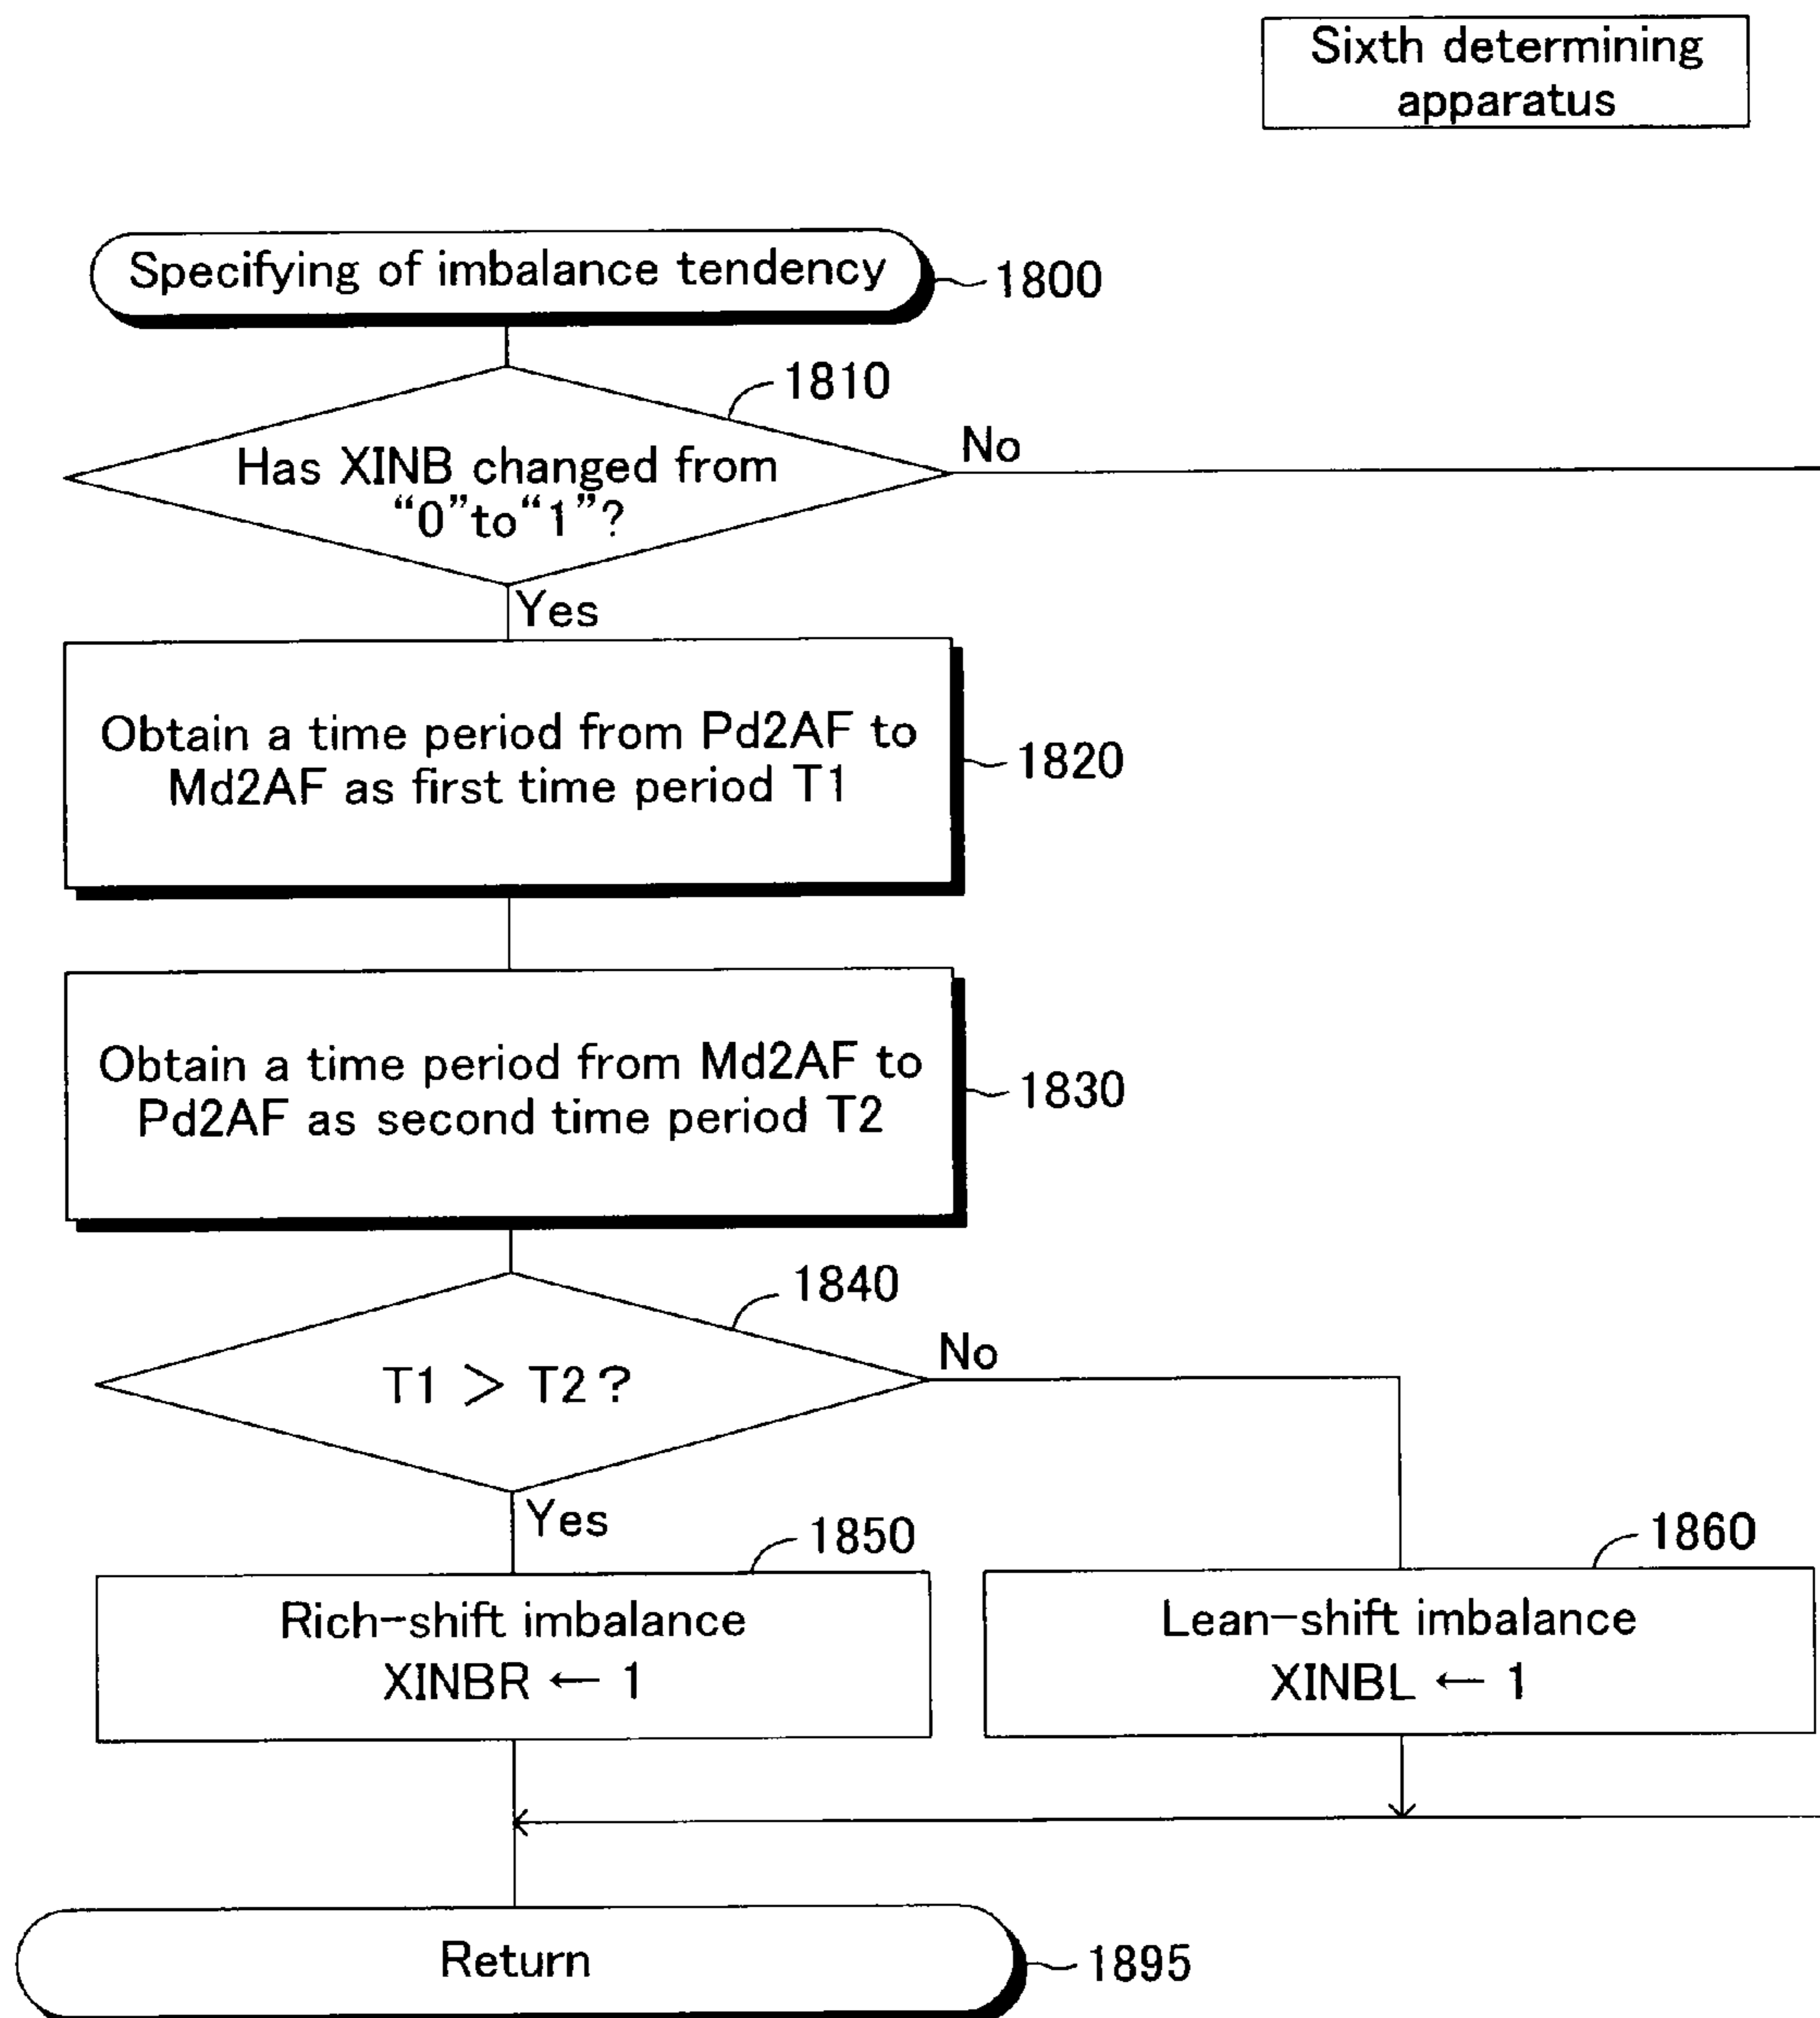 Sixth determining
apparatus
Specifying of imbalance tendency
1800
1810
Has XINB changed from
“0”to“1”?
No
Yes
Obtain a time period from Pd2AF to
Md2AF as first time period T1
1820
Obtain a time period from Md2AF to
Pd2AF as second time period T2
1830
1840
T1 > T2?
No
Yes
1850
Rich-shift imbalance
XINBR ← 1
1860
Lean-shift imbalance
XINBL ← 1
Return
1895